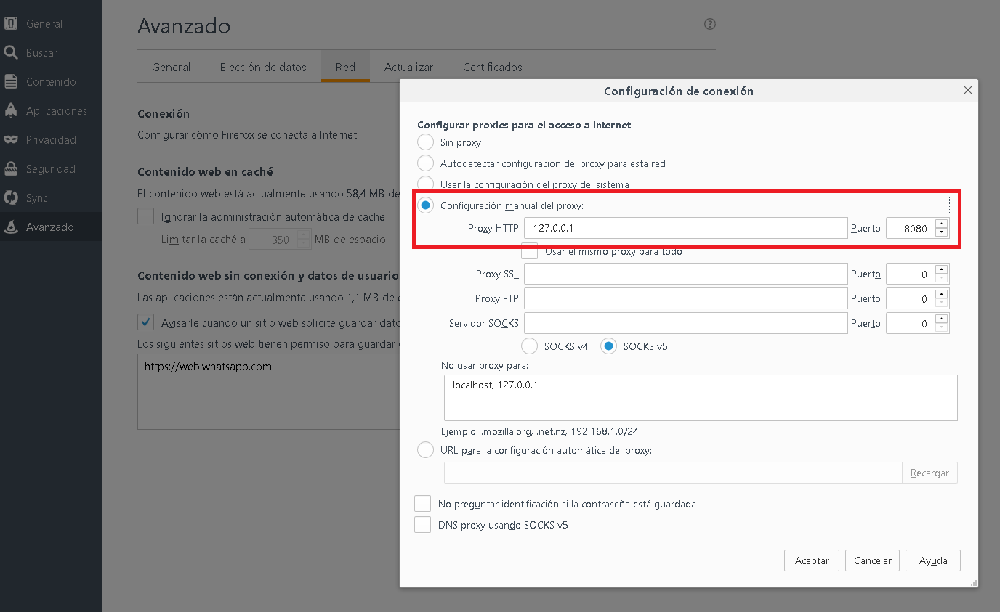 General
Buscar
Contenido
Aplicaciones
Privacidad
Seguridad
Sync
Avanzado
Avanzado
?
General
Elección de datos
Red
Actualizar
Certificados
Conexión
Configurar cómo Firefox se conecta a Internet
Contenido web en caché
El contenido web está actualmente usando 58,4 MB de
Ignorar la administración automática de caché
Limitar la caché a 350 MB de espacio
Contenido web sin conexión y datos de usuario
Las aplicaciones están actualmente usando 1,1 MB de
Avisarle cuando un sitio web solicite guardar
Los siguientes sitios web tienen permiso para guardar
https://web.whatsapp.com
Configuración de conexión
Configurar proxies para el acceso a Internet
Sin proxy
Autodetectar configuración del proxy para esta red
Usar la configuración del proxy del sistema
Configuración manual del proxy:
Proxy HTTP: 127.0.0.1 Puerto: 8080
Usar el mismo proxy para todo
Proxy SSL: Puerto: 0
Proxy FTP: Puerto: 0
Servidor SOCKS: Puerto: 0
SOCKS v4 SOCKS v5
No usar proxy para:
localhost, 127.0.0.1
Ejemplo: .mozilla.org, .net.nz, 192.168.1.0/24
URL para la configuración automática del proxy:
Recargar
No preguntar identificación si la contraseña está guardada
DNS proxy usando SOCKS v5
Aceptar Cancelar Ayuda